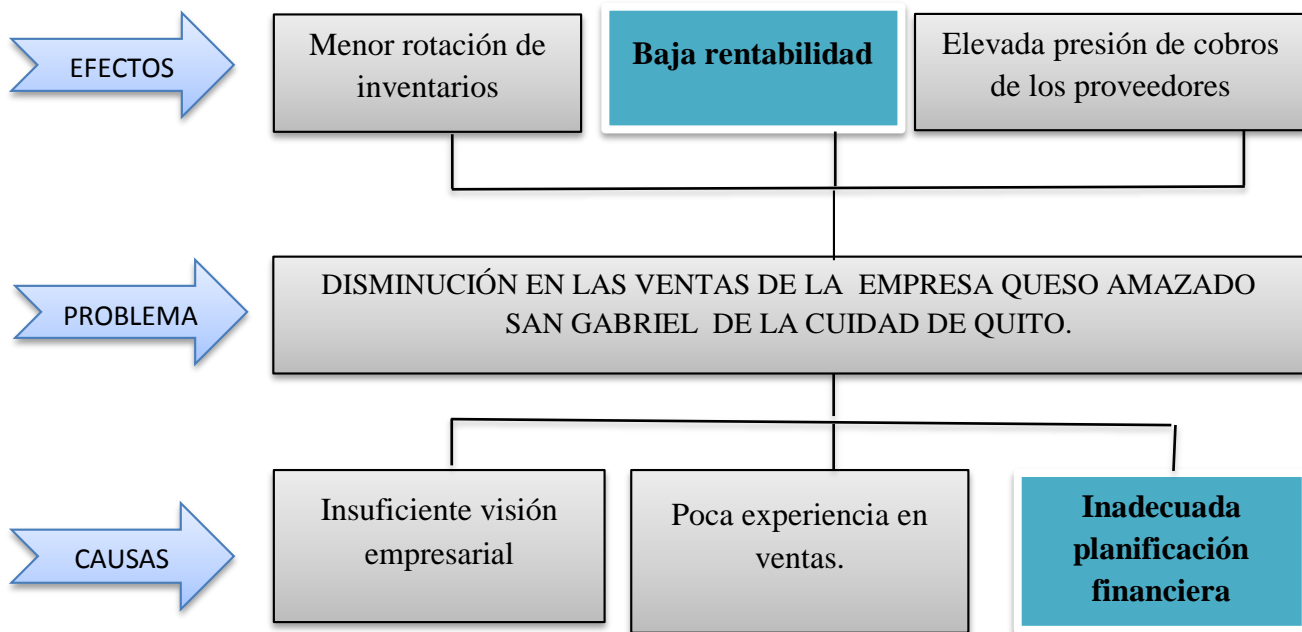 EFECTOS
Menor rotación de
inventarios
Baja rentabilidad
Elevada presión de cobros
de los proveedores
PROBLEMA
DISMINUCIÓN EN LAS VENTAS DE LA EMPRESA QUESO AMAZADO
SAN GABRIEL DE LA CUIDAD DE QUITO.
CAUSAS
Insuficiente visión
empresarial
Poca experiencia en
ventas.
Inadecuada
planificación
financiera